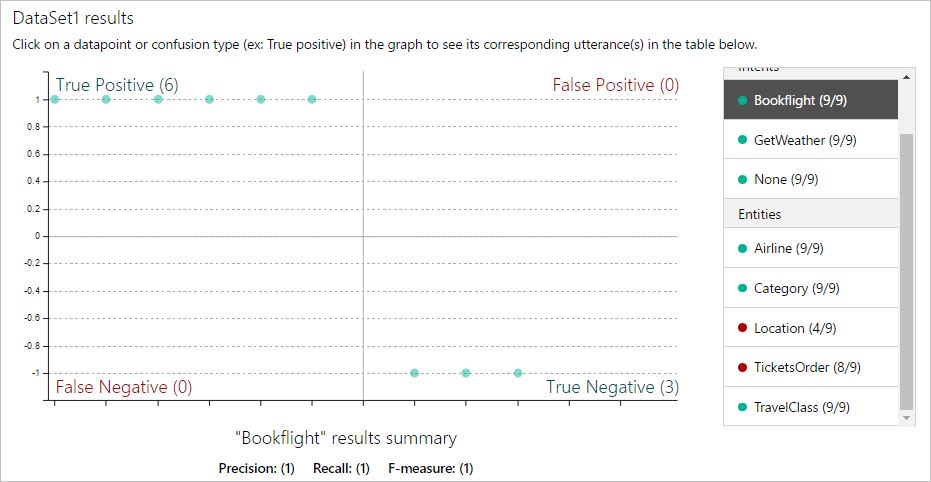 DataSet1 results
Click on a datapoint or confusion type (ex: True positive) in the graph to see its corresponding utterance(s) in the table below.
True Positive (6)
False Positive (0)
1
0.8
0.6
0.4
0.2
0
-0.2
-0.4
-0.6
-0.8
-1
False Negative (0)
True Negative (3)
"Bookflight" results summary
Precision: (1) Recall: (1) F-measure: (1)
Intents
Bookflight (9/9)
GetWeather (9/9)
None (9/9)
Entities
Airline (9/9)
Category (9/9)
Location (4/9)
TicketsOrder (8/9)
TravelClass (9/9)